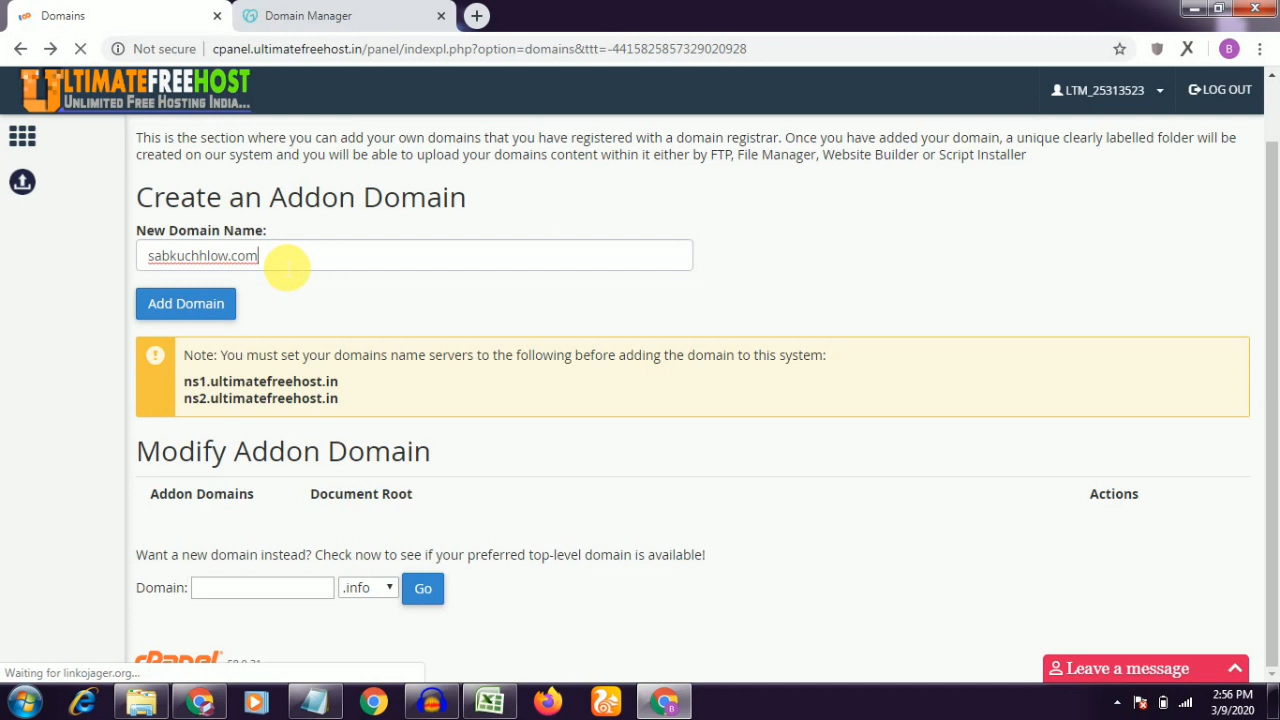 Domains
Domain Manager
Not secure
cpanel.ultimatefreehost.in/panel/indexpl.php?option=domains&ttt=-4415825857329020928
B
ULTIMATEFREEHOST
UNLIMITED FREE HOSTING INDIA...
LTM_25313523
LOG OUT
This is the section where you can add your own domains that you have registered with a domain registrar. Once you have added your domain, a unique clearly labelled folder will be
created on our system and you will be able to upload your domains content within it either by FTP, File Manager, Website Builder or Script Installer
Create an Addon Domain
New Domain Name:
sabkuchhlow.com
Add Domain
Note: You must set your domains name servers to the following before adding the domain to this system:
ns1.ultimatefreehost.in
ns2.ultimatefreehost.in
Modify Addon Domain
Addon Domains Document Root Actions
Want a new domain instead? Check now to see if your preferred top-level domain is available!
Domain: .info Go
cPanel
Waiting for linkojager.org...
Leave a message
2:56 PM
3/9/2020